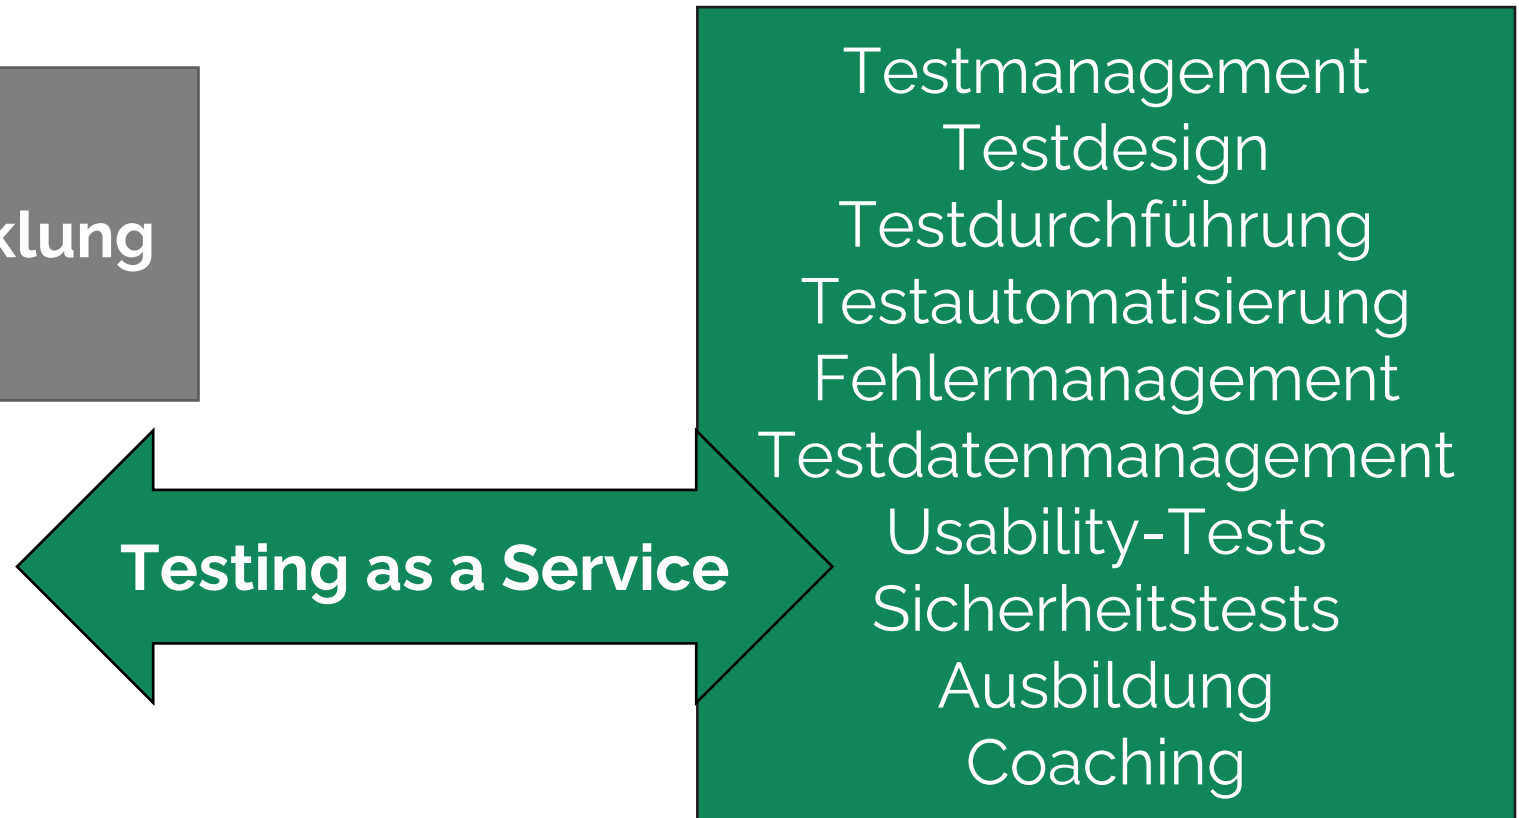 klung
Testing as a Service
Testmanagement
Testdesign
Testdurchführung
Testautomatisierung
Fehlermanagement
Testdatenmanagement
Usability-Tests
Sicherheitstests
Ausbildung
Coaching